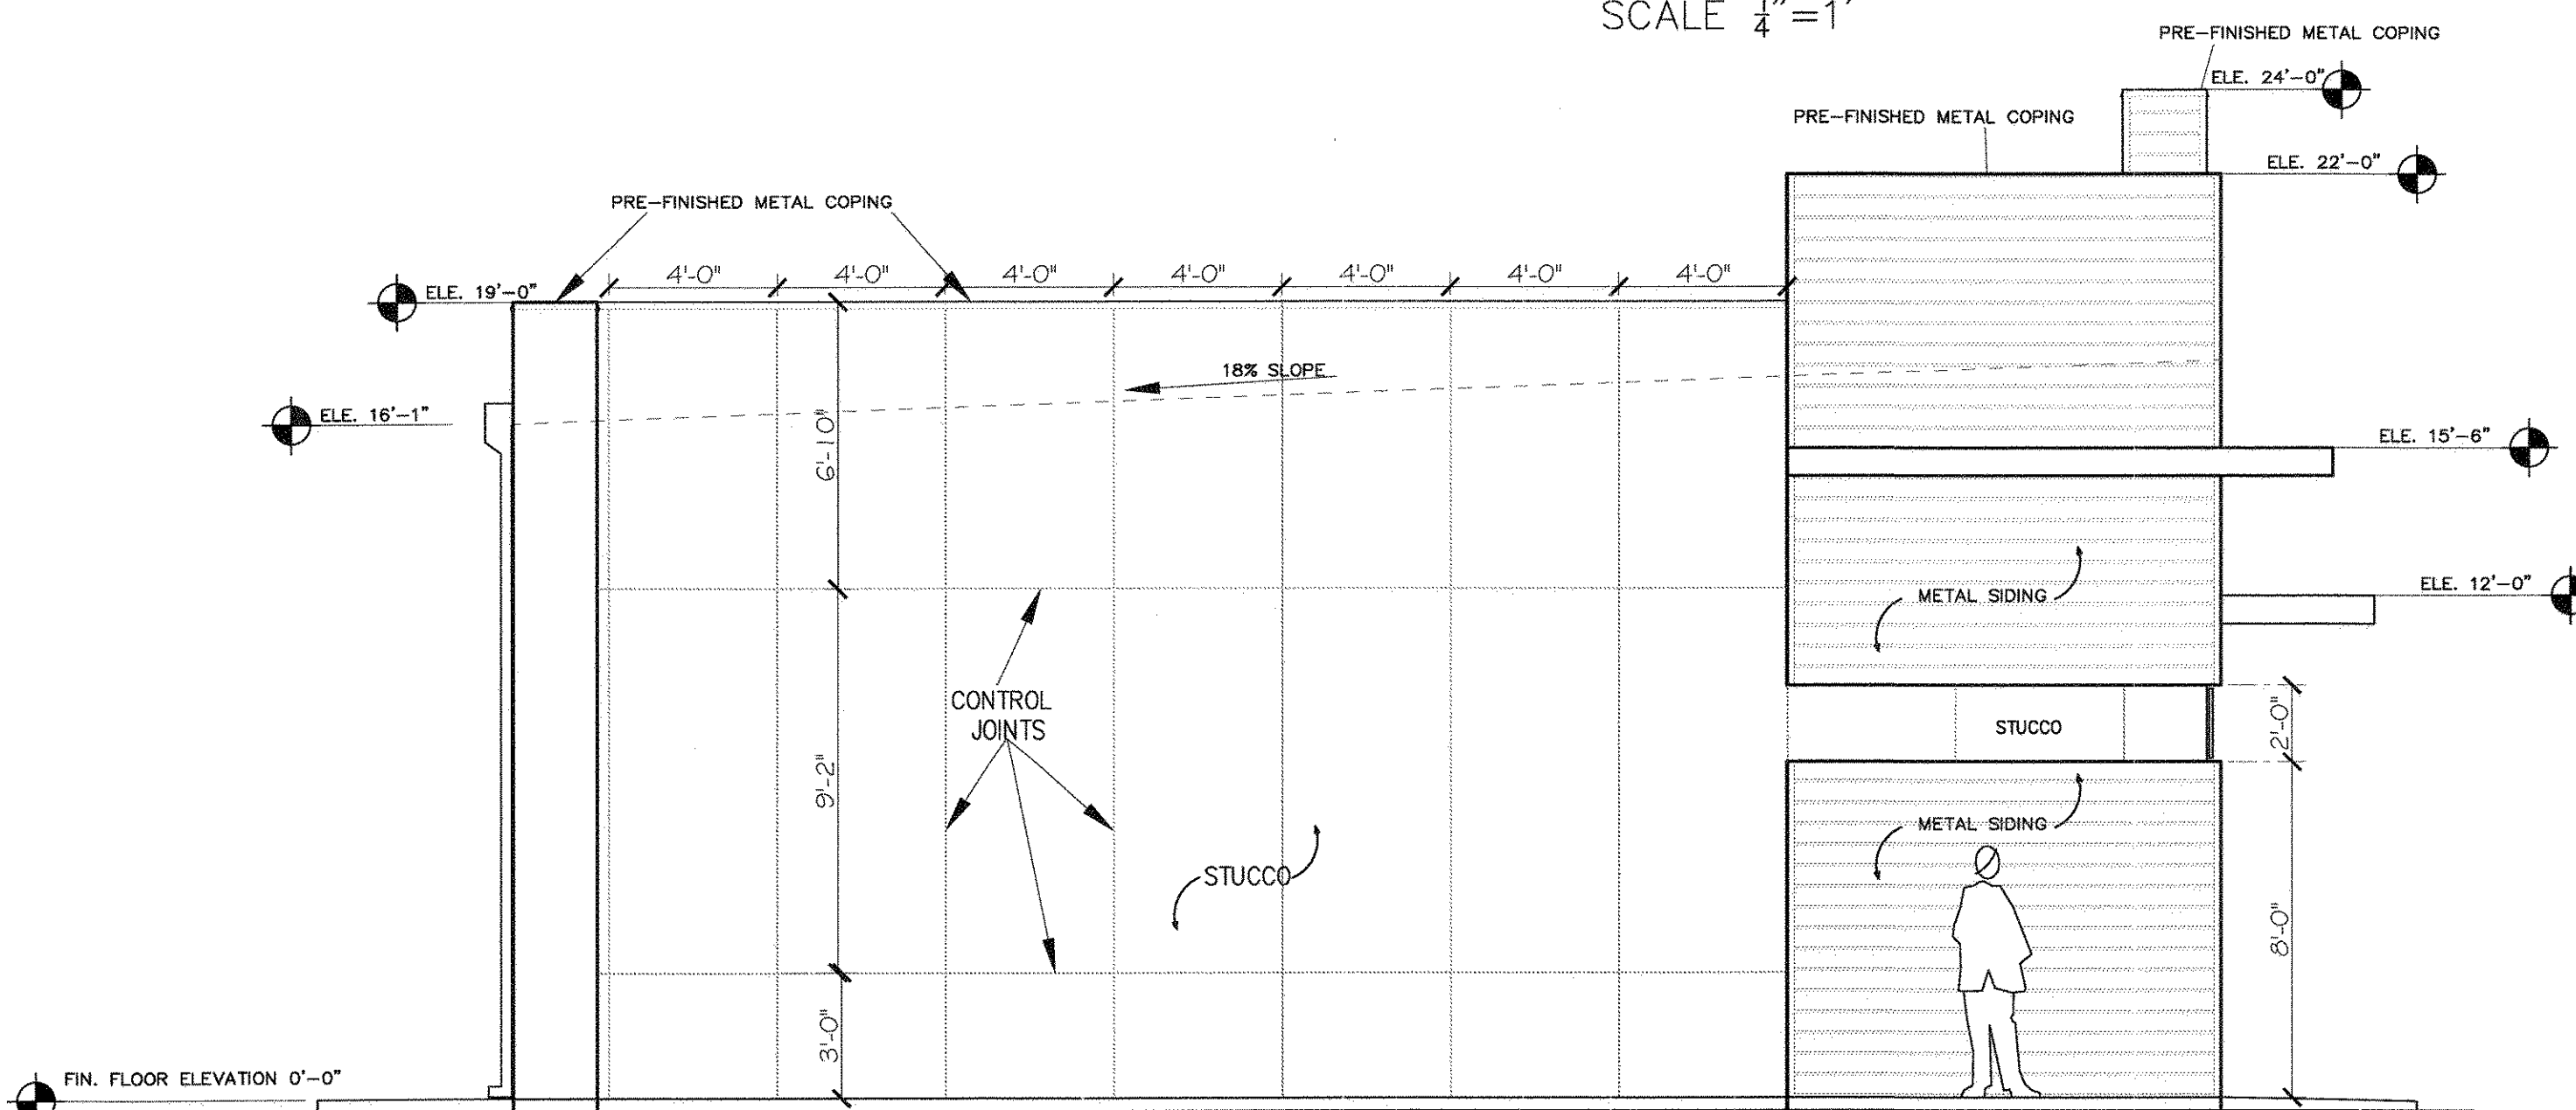 SCALE 1/4"=1'
PRE-FINISHED METAL COPING
ELE. 24'-0"
PRE-FINISHED METAL COPING
ELE. 22'-0"
PRE-FINISHED METAL COPING
4'-0" 4'-0" 4'-0" 4'-0" 4'-0" 4'-0" 4'-0"
ELE. 19'-0"
18% SLOPE
ELE. 16'-1"
6'-10"
ELE. 15'-6"
ELE. 12'-0"
METAL SIDING
CONTROL
JOINTS
STUCCO
2'-0"
9'-2"
METAL SIDING
STUCCO
8'-0"
3'-0"
FIN. FLOOR ELEVATION 0'-0"